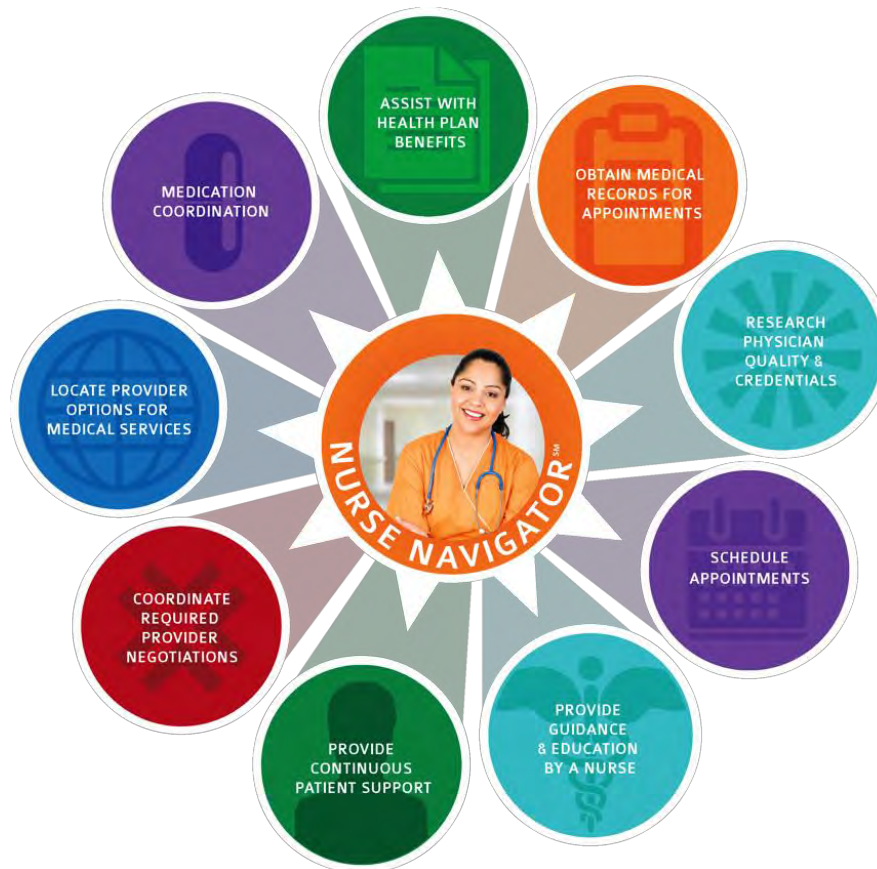 ASSIST WITH
HEALTH PLAN
BENEFITS
OBTAIN MEDICAL
RECORDS FOR
APPOINTMENTS
RESEARCH
PHYSICIAN
QUALITY &
CREDENTIALS
SCHEDULE
APPOINTMENTS
PROVIDE
GUIDANCE
& EDUCATION
BY A NURSE
PROVIDE
CONTINUOUS
PATIENT SUPPORT
COORDINATE
REQUIRED
PROVIDER
NEGOTIATIONS
LOCATE PROVIDER
OPTIONS FOR
MEDICAL SERVICES
MEDICATION
COORDINATION
NURSE NAVIGATOR℠